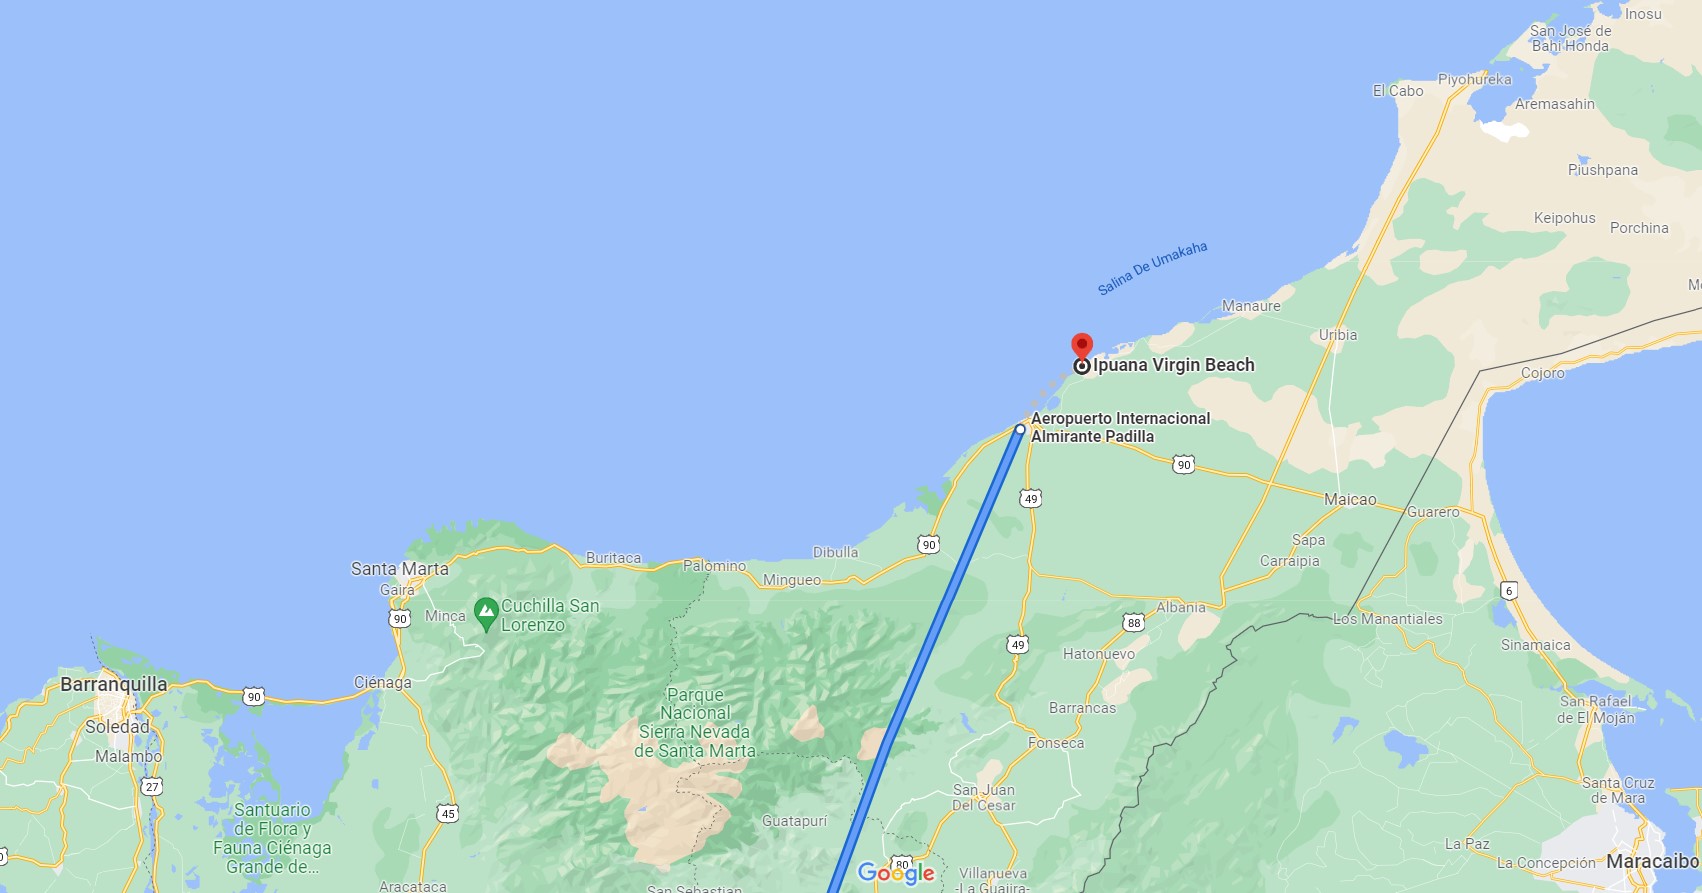 Inosu
San José de
Bahi Honda
Piyohureka
El Cabo
Aremasahin
Piushpana
Keipohus
Porchina
Salina De Umakaha
Manaure
Uribia
Ipuana Virgin Beach
Cojoro
Aeropuerto Internacional
Almirante Padilla
90
49
Maicao
Guarero
90
Sapa
Carraipia
Dibulla
Buritaca
Palomino
Mingueo
Santa Marta
Gaira
Minca
90
Cuchilla San
Lorenzo
6
Albania
88
Los Manantiales
49
Hatonuevo
Sinamaica
Barranquilla
Ciénaga
90
Soledad
Malambo
27
Parque
Nacional
Sierra Nevada
de Santa Marta
Barrancas
Fonseca
San Rafael
de El Moján
San Juan
Del Cesar
Santa Cruz
de Mara
Santuario
de Flora y
Fauna Ciénaga
Grande de...
45
Guatapurí
La Paz
La Concepción
Maracaibo
80
Google
Villanueva
-La Guajira-
Aracataca
San Sebastian